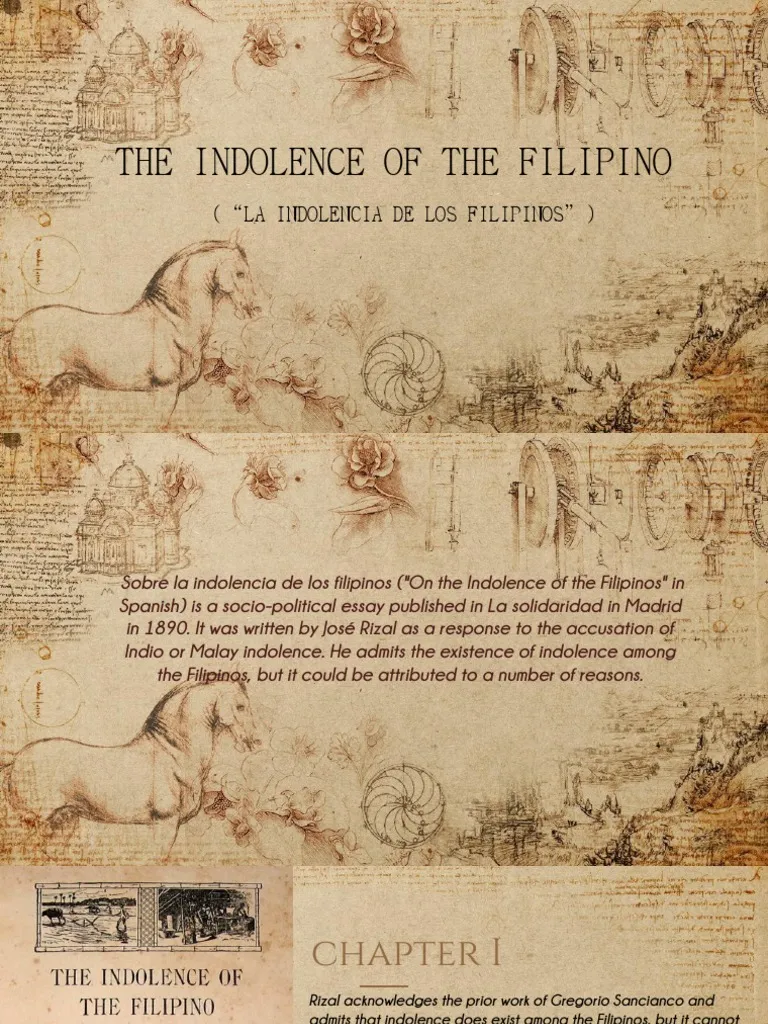 THE INDOLENCE OF THE FILIPINO
( “LA INDOLENCIA DE LOS FILIPINOS” )
Sobre la indolencia de los filipinos ("On the Indolence of the Filipinos" in
Spanish) is a socio-political essay published in La solidaridad in Madrid
in 1890. It was written by José Rizal as a response to the accusation of
Indio or Malay indolence. He admits the existence of indolence among
the Filipinos, but it could be attributed to a number of reasons.
THE INDOLENCE OF
THE FILIPINO
CHAPTER I
Rizal acknowledges the prior work of Gregorio Sancianco and
admits that indolence does exist among the Filipinos, but it cannot